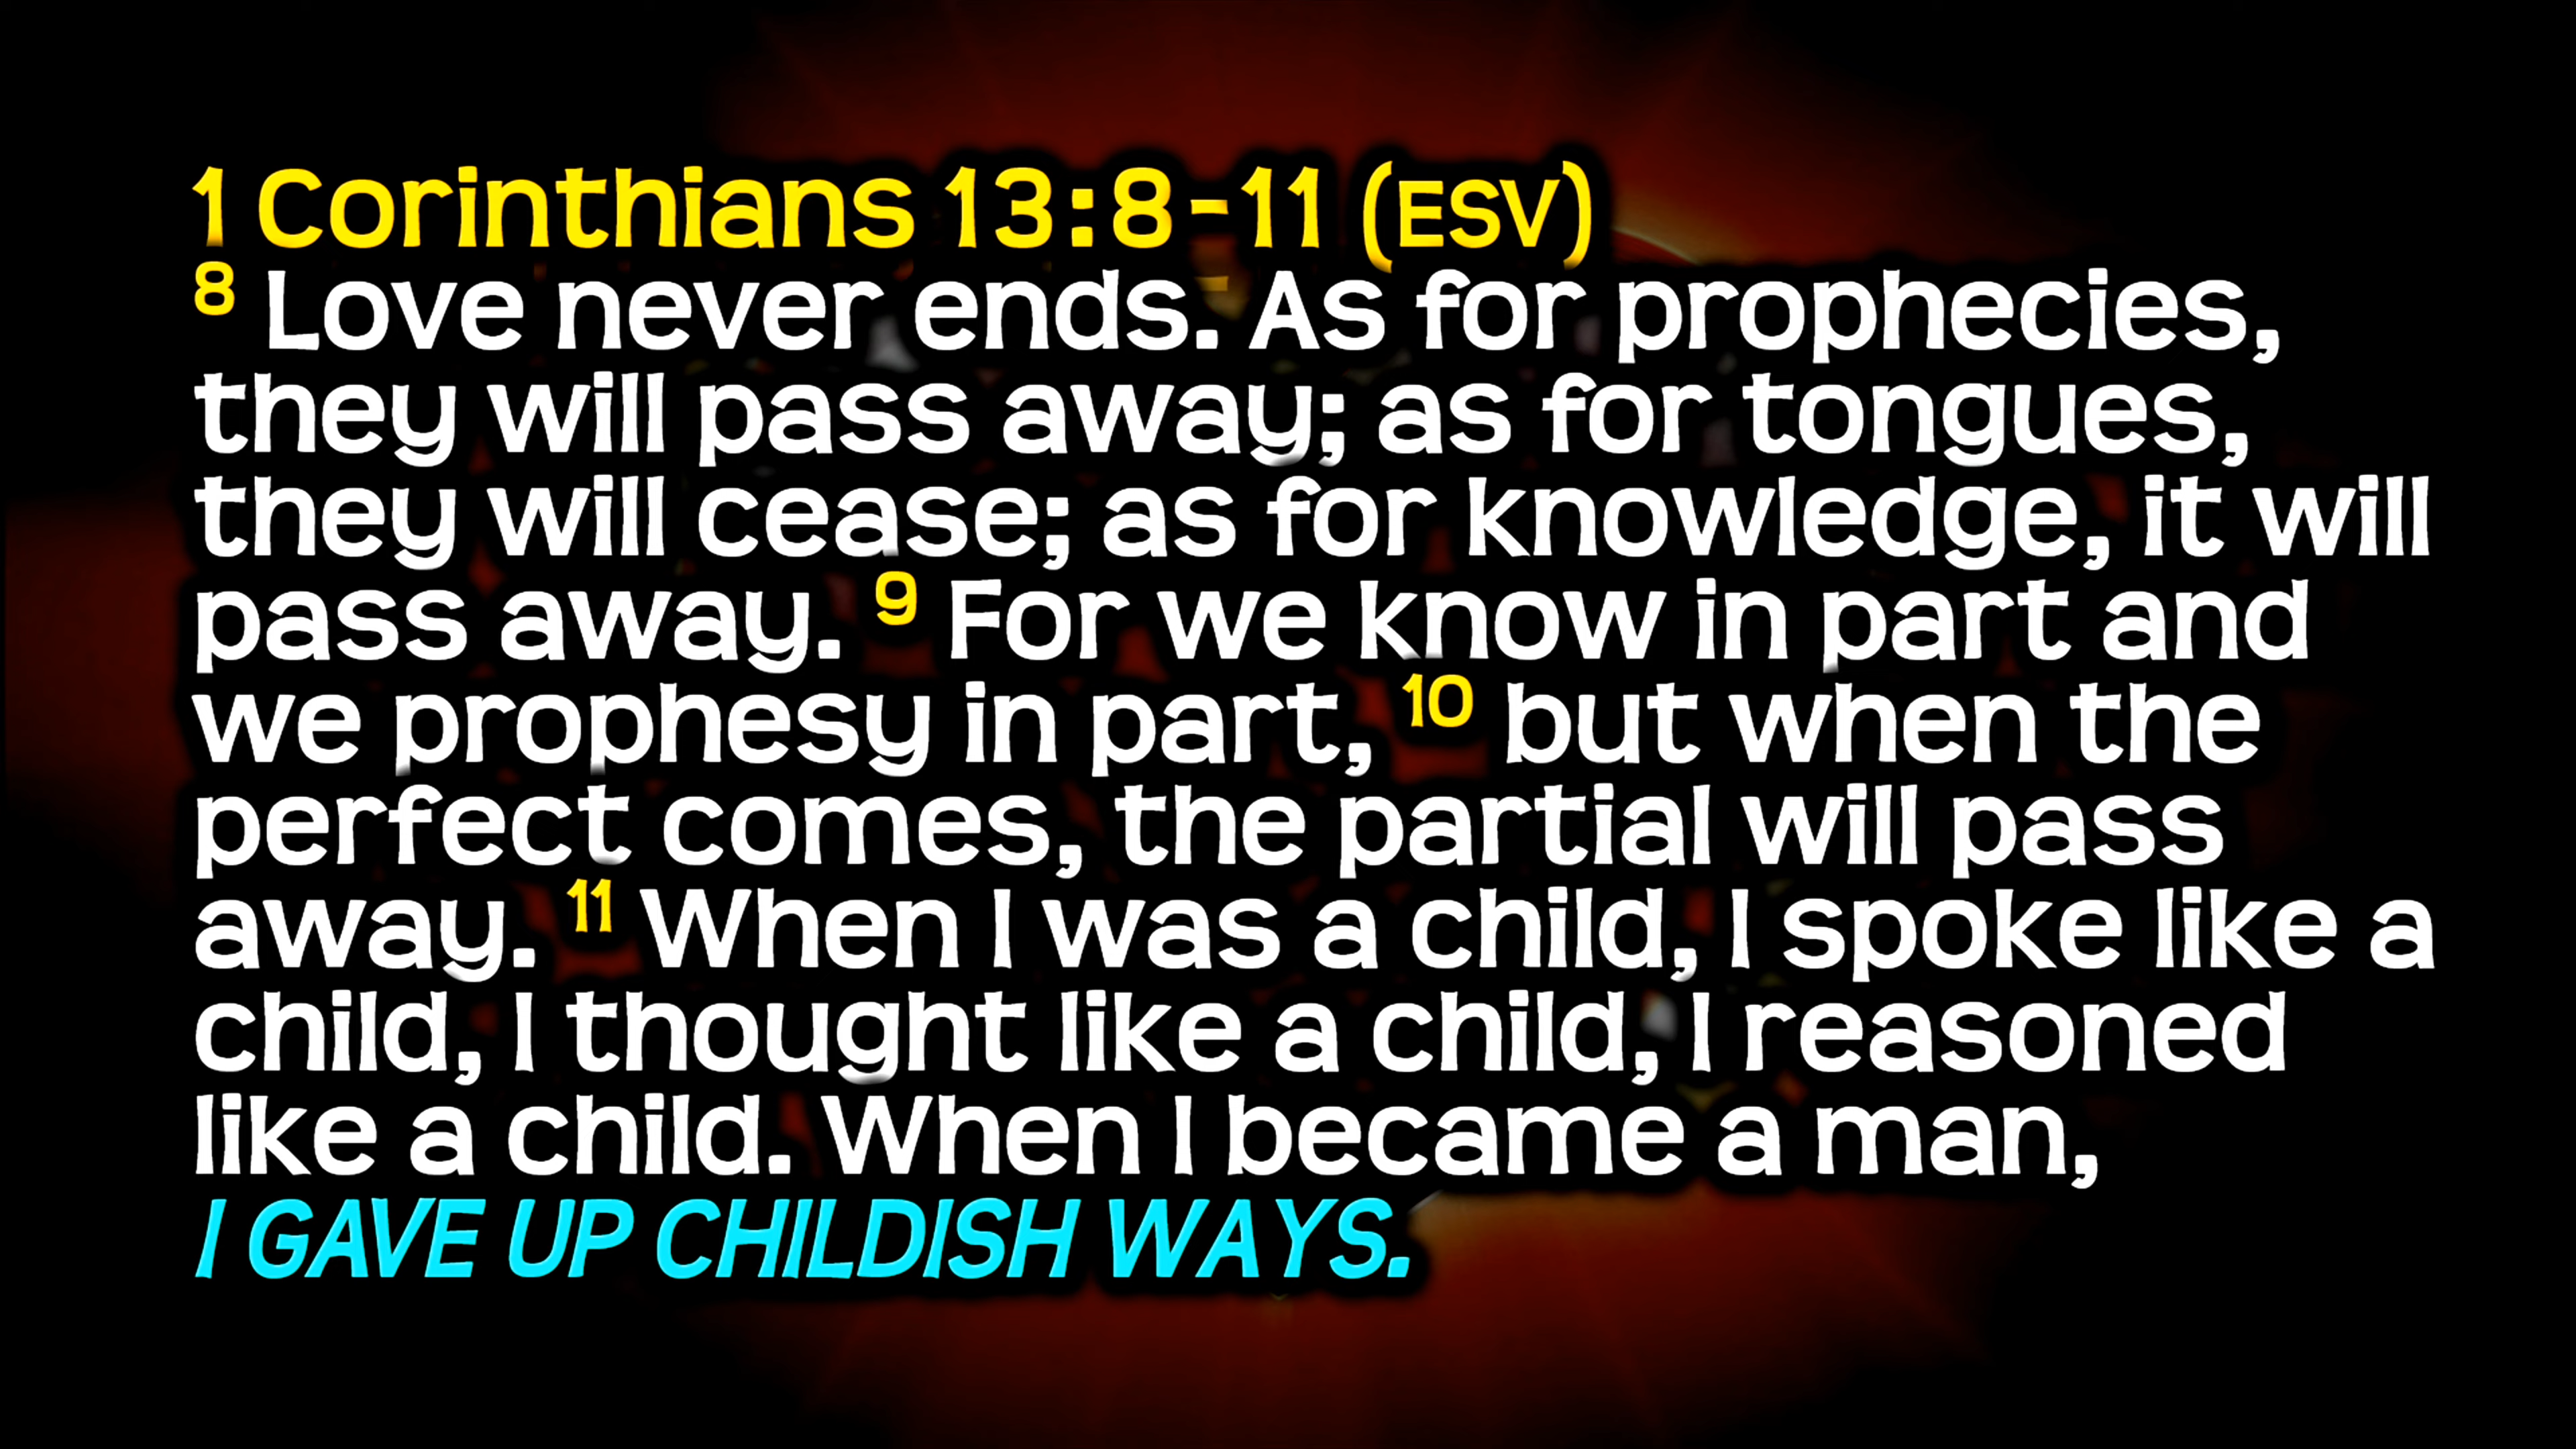 1 Corinthians 13:8-11 (ESV)
8 Love never ends. As for prophecies,
they will pass away; as for tongues,
they will cease; as for knowledge, it will
pass away. 9 For we know in part and
we prophesy in part, 10 but when the
perfect comes, the partial will pass
away. 11 When I was a child, I spoke like a
child, I thought like a child, I reasoned
like a child. When I became a man,
I GAVE UP CHILDISH WAYS.